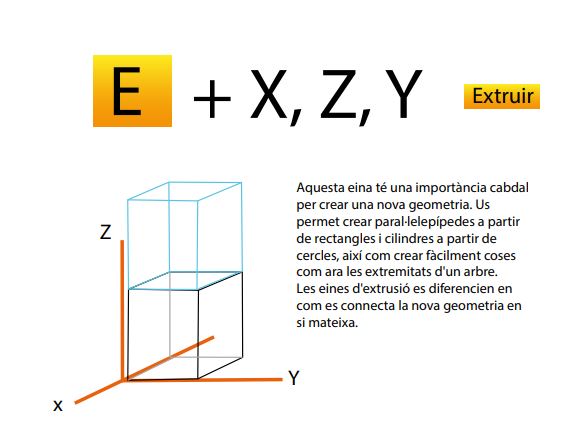 E + X, Z, Y
Extruir
Aquesta eina té una importància cabdal
per crear una nova geometria. Us
permet crear paral·lelepípedes a partir
de rectangles i cilindres a partir de
cercles, així com crear fàcilment coses
com ara les extremitats d'un arbre.
Les eines d'extrusió es diferencien en
com es connecta la nova geometria en
si mateixa.
Z
Y
x